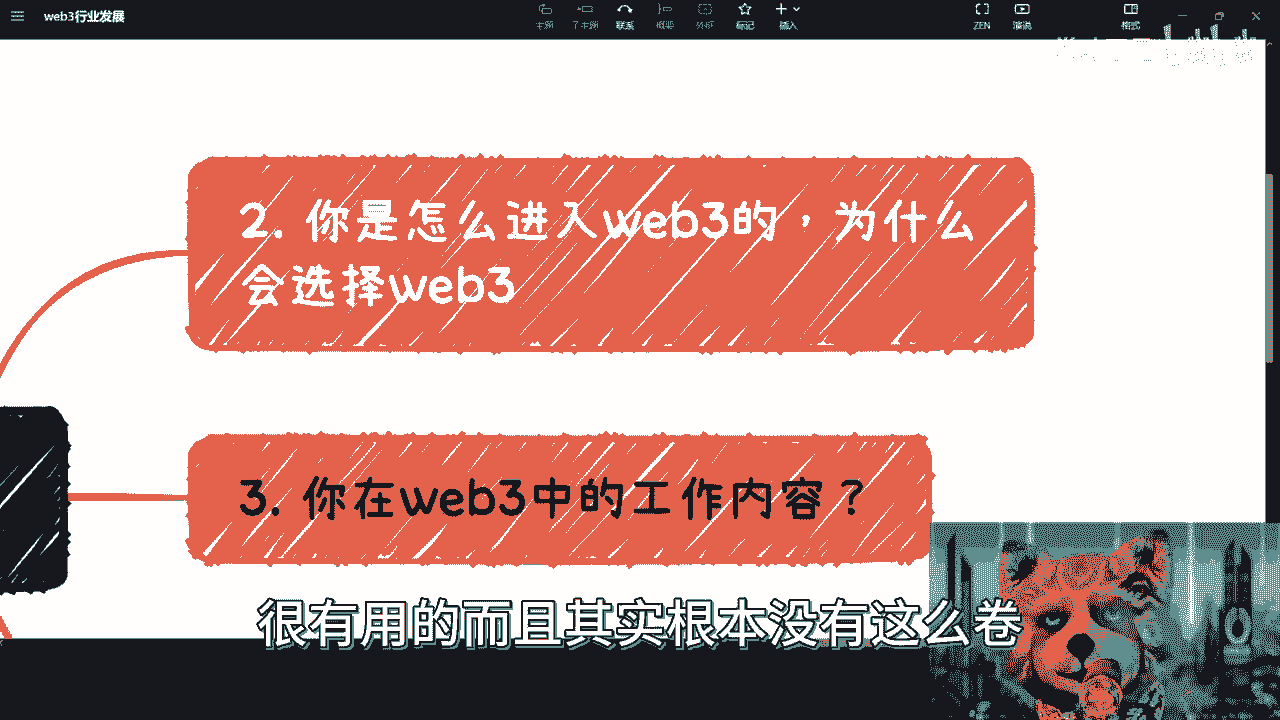 web3行业发展
主题
子主题
联系
概要
外框
标记
插入
ZEN
演说
格式
2. 你是怎么进入web3的，为什么
会选择web3
3. 你在web3中的工作内容？
很有用的而且其实根本没有这么卷